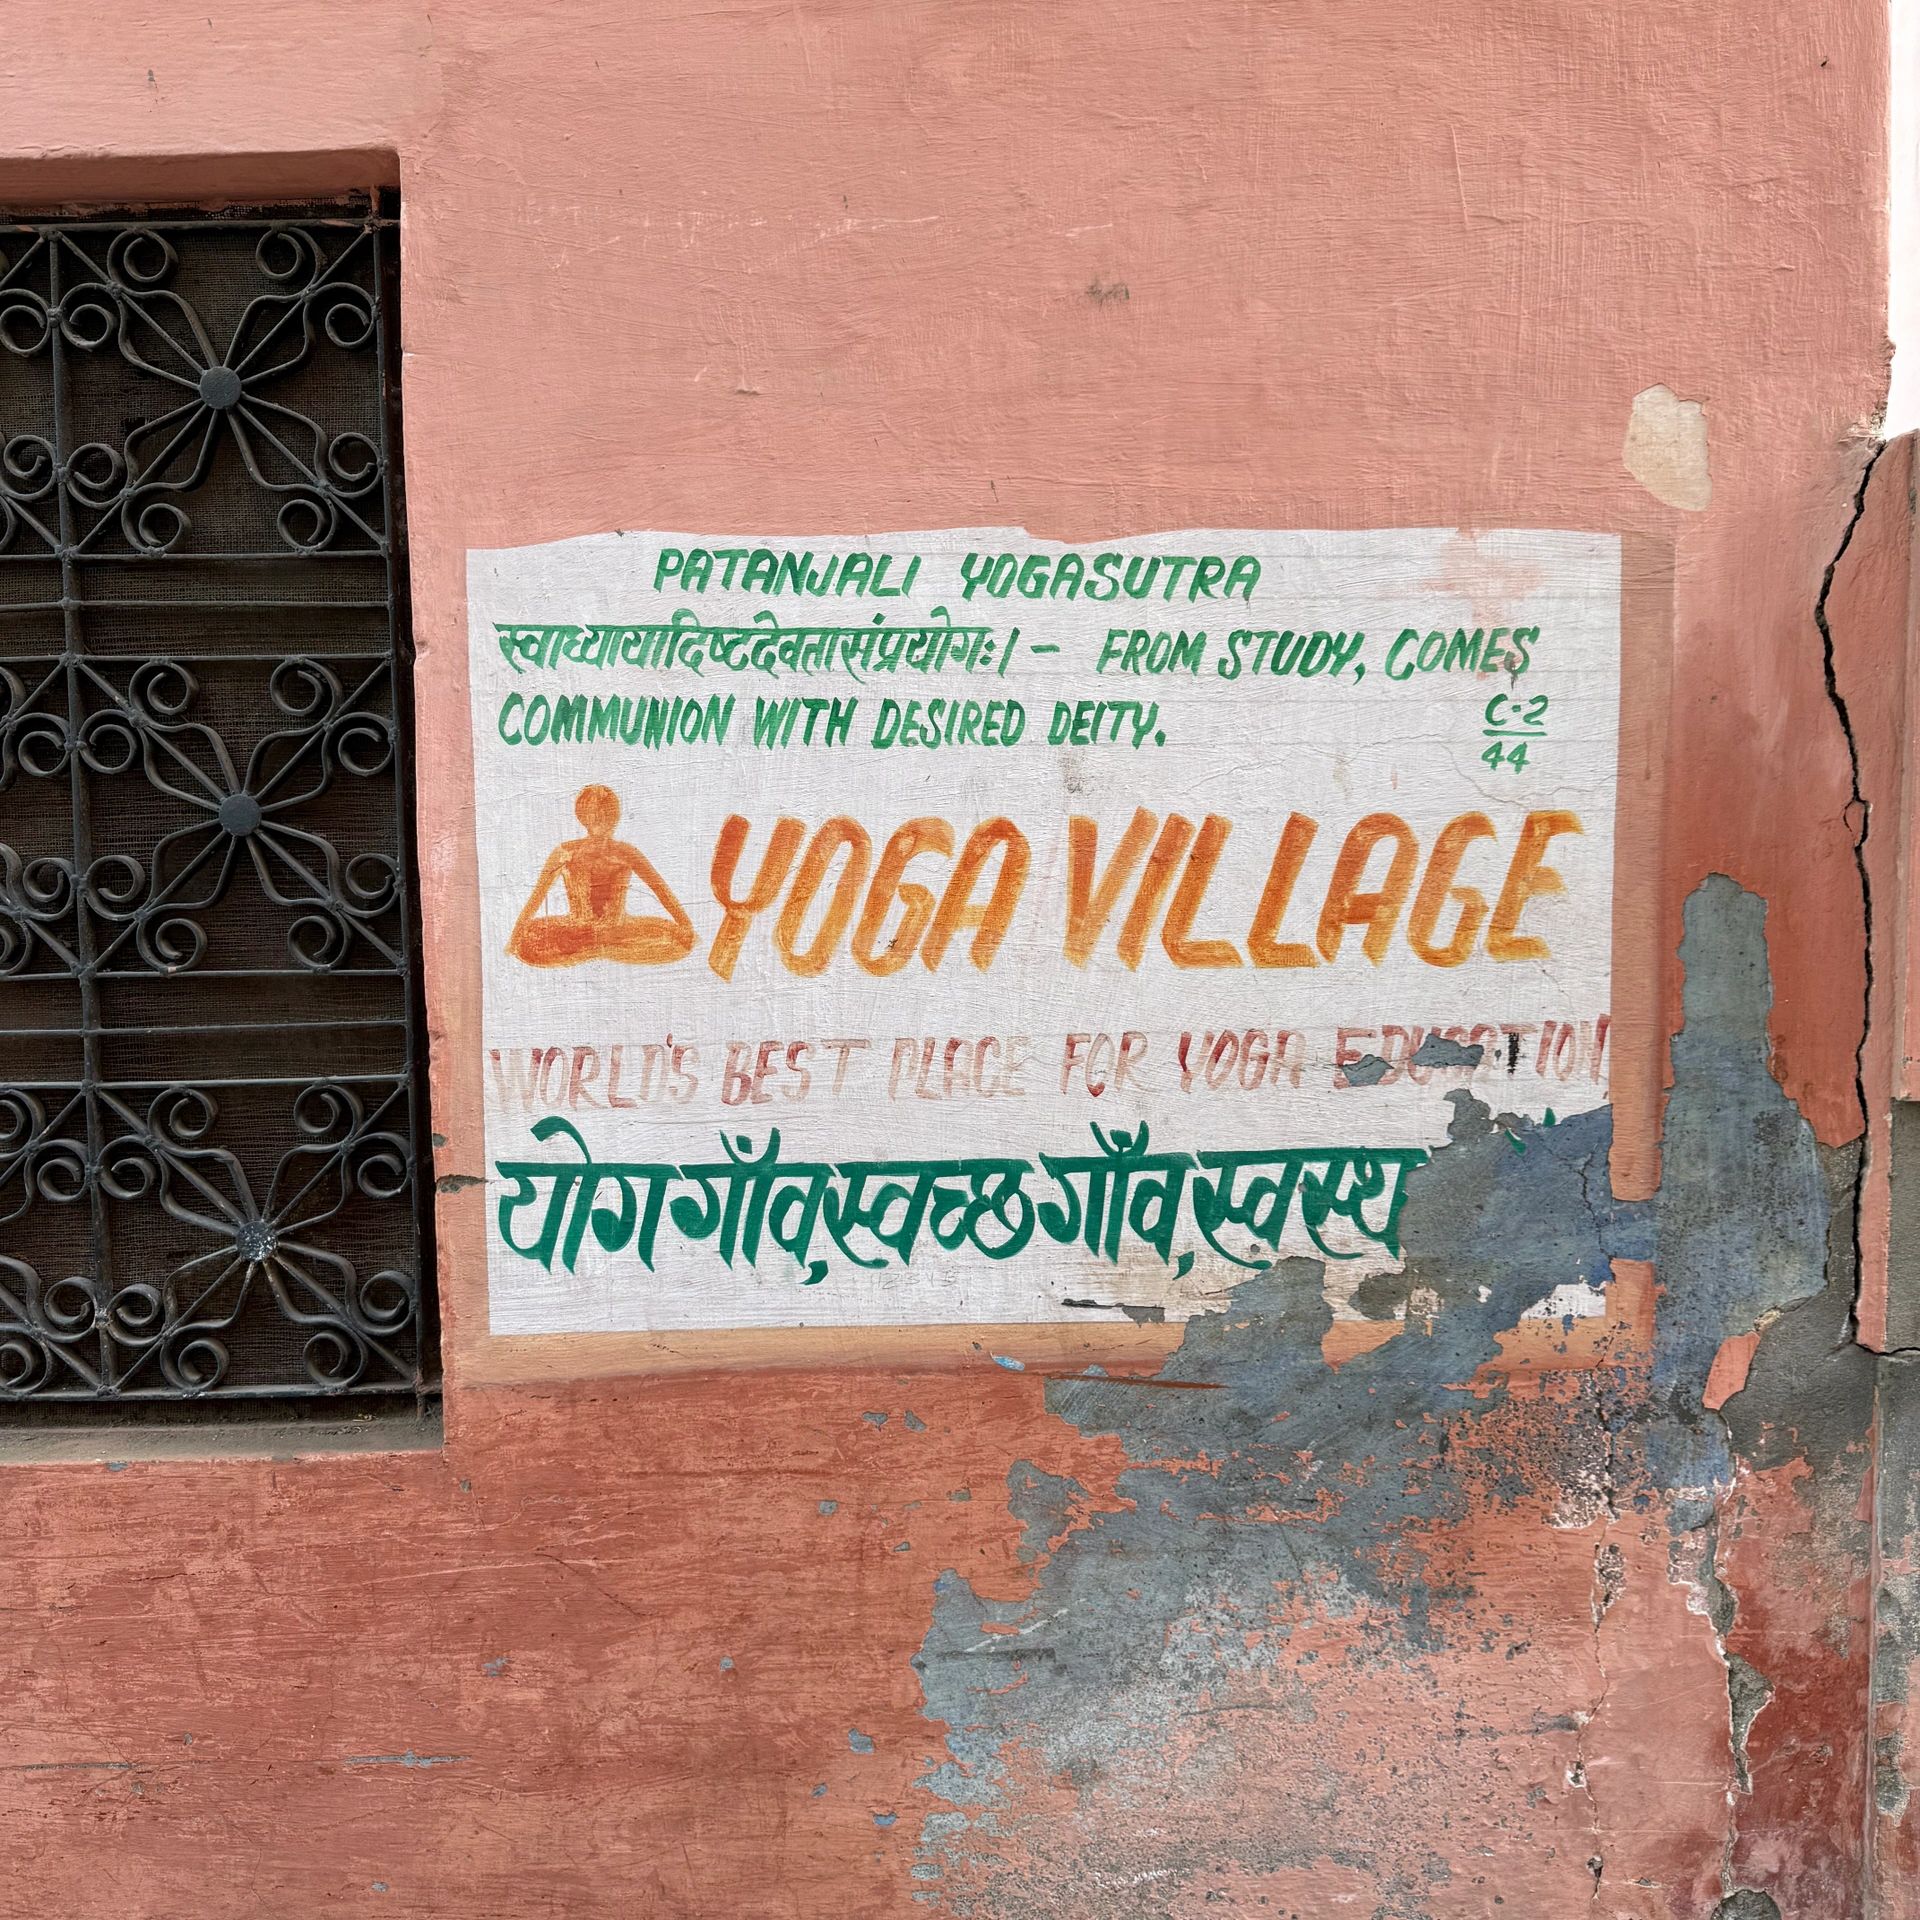 PATANJALI YOGASUTRA
स्वाध्यायादिष्टदेवतासंप्रयोगः। - FROM STUDY, COMES
COMMUNION WITH DESIRED DEITY.
C-2
44
YOGA VILLAGE
WORLD'S BEST PLACE FOR YOGA EDUCATION
योग गाँव, स्वच्छ गाँव, स्वस्थ